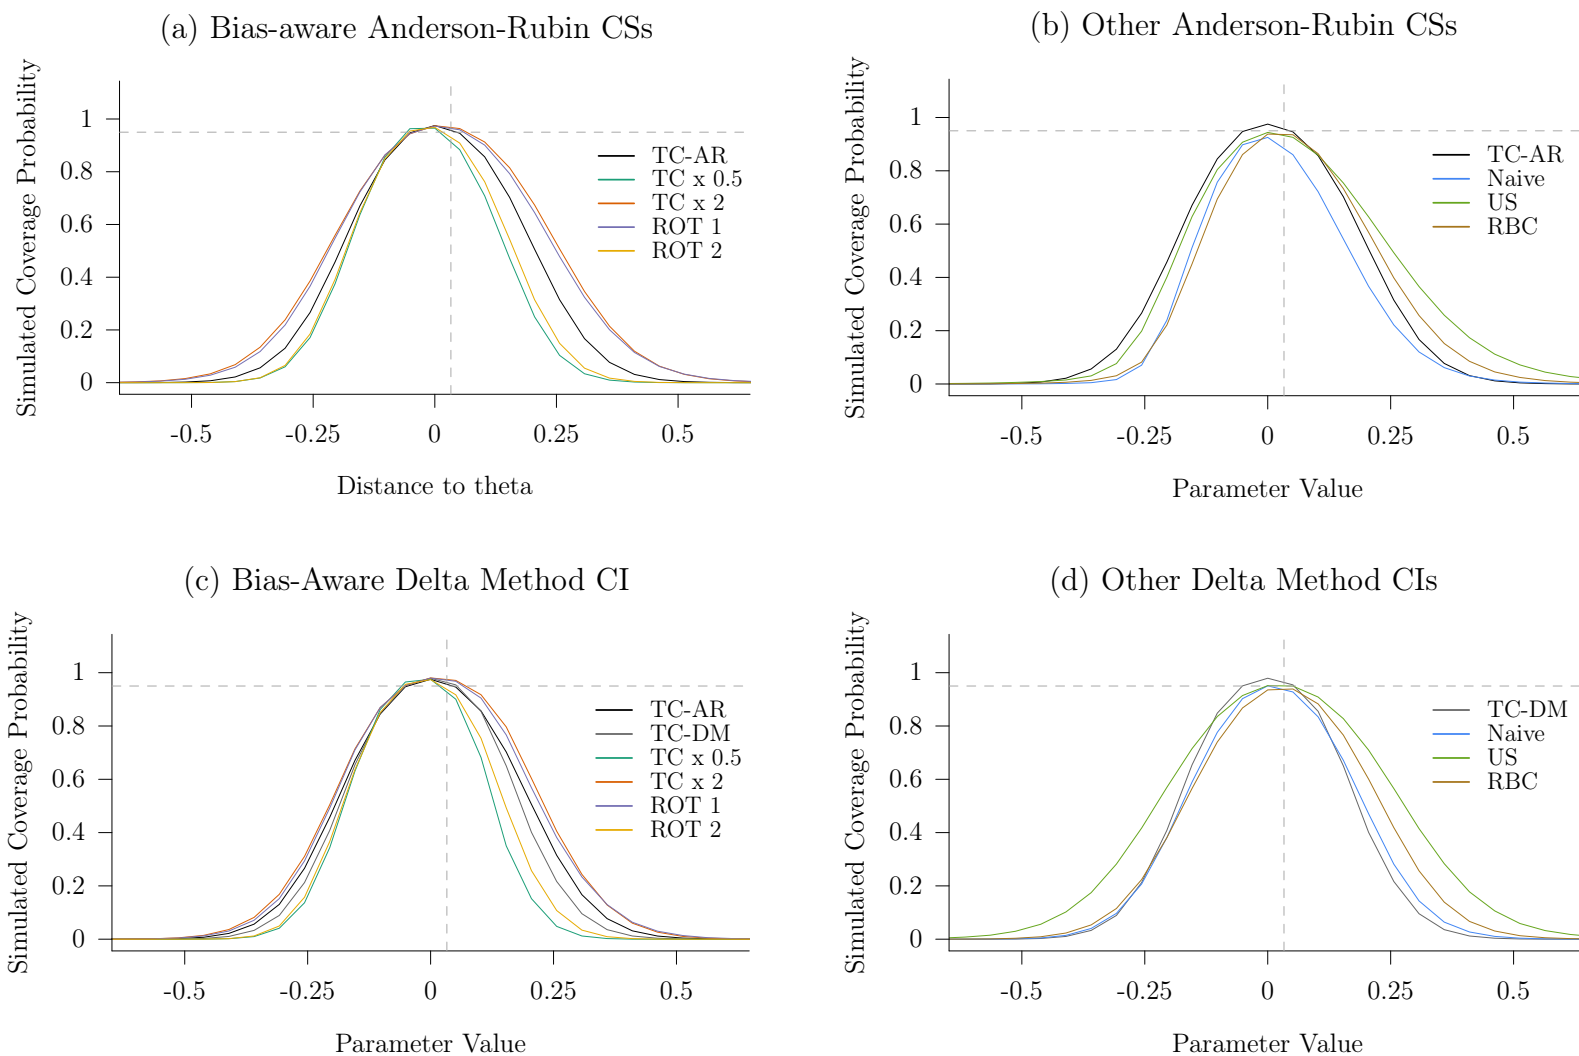 (a) Bias-aware Anderson-Rubin CSs
Simulated Coverage Probability
1
0.8
0.6
0.4
0.2
0
TC-AR
TC x 0.5
TC x 2
ROT 1
ROT 2
-0.5 -0.25 0 0.25 0.5
Distance to theta
(b) Other Anderson-Rubin CSs
Simulated Coverage Probability
1
0.8
0.6
0.4
0.2
0
TC-AR
Naive
US
RBC
-0.5 -0.25 0 0.25 0.5
Parameter Value
(c) Bias-Aware Delta Method CI
Simulated Coverage Probability
1
0.8
0.6
0.4
0.2
0
TC-AR
TC-DM
TC x 0.5
TC x 2
ROT 1
ROT 2
-0.5 -0.25 0 0.25 0.5
Parameter Value
(d) Other Delta Method CIs
Simulated Coverage Probability
1
0.8
0.6
0.4
0.2
0
TC-DM
Naive
US
RBC
-0.5 -0.25 0 0.25 0.5
Parameter Value